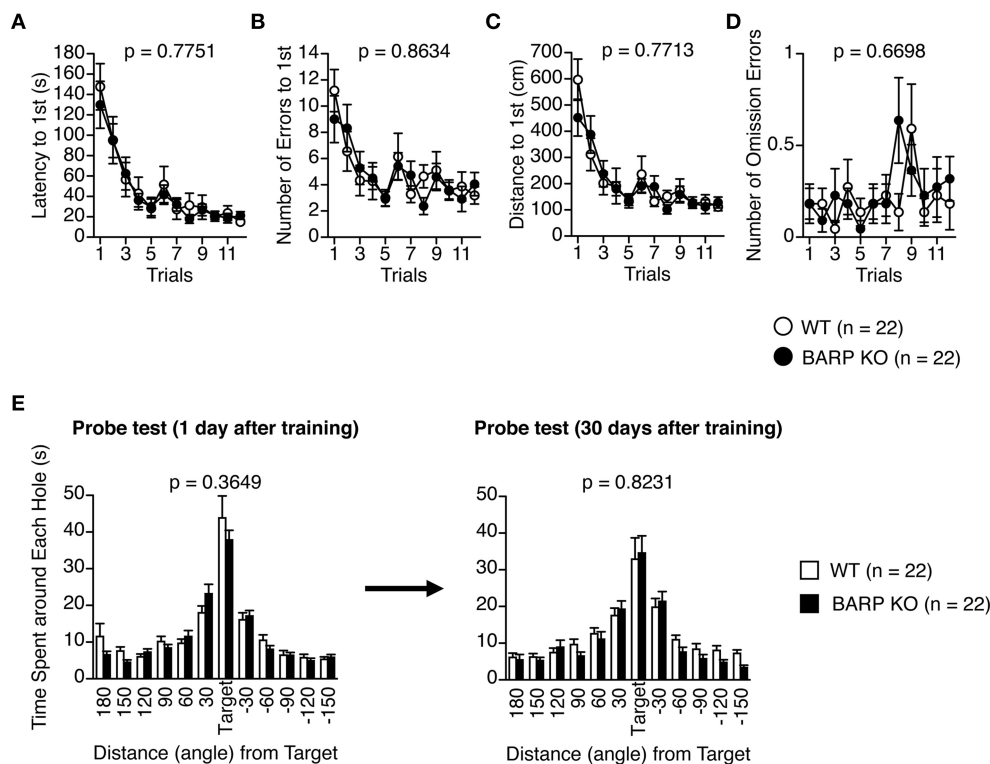 A
B
C
D
p = 0.7751
p = 0.8634
p = 0.7713
p = 0.6698
Latency to 1st (s)
180
160
140
120
100
80
60
40
20
0
1 3 5 7 9 11
Trials
Number of Errors to 1st
14
12
10
8
6
4
2
0
1 3 5 7 9 11
Trials
Distance to 1st (cm)
700
600
500
400
300
200
100
0
1 3 5 7 9 11
Trials
Number of Omission Errors
1
0.5
0
1 3 5 7 9 11
Trials
WT (n = 22)
BARP KO (n = 22)
E
Probe test (1 day after training)
Probe test (30 days after training)
Time Spent around Each Hole (s)
p = 0.3649
50
40
30
20
10
0
180 150 120 90 60 30 Target -30 -60 -90 -120 -150
Distance (angle) from Target
p = 0.8231
50
40
30
20
10
0
180 150 120 90 60 30 Target -30 -60 -90 -120 -150
Distance (angle) from Target
WT (n = 22)
BARP KO (n = 22)